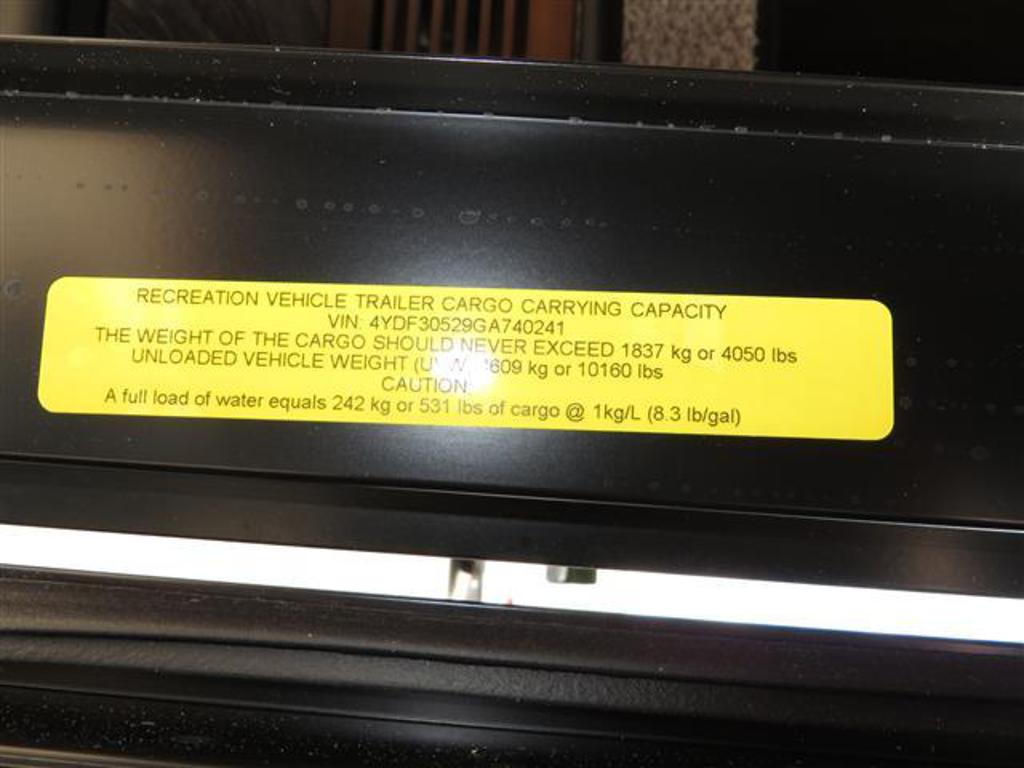 RECREATION VEHICLE TRAILER CARGO CARRYING CAPACITY
VIN: 4YDF30529GA740241
THE WEIGHT OF THE CARGO SHOULD NEVER EXCEED 1837 kg or 4050 lbs
UNLOADED VEHICLE WEIGHT kg or 10160 lbs
CAUTION:
A full load of water equals 242 kg or 531 lbs of cargo @ 1kg/L (8.3 lb/gal)